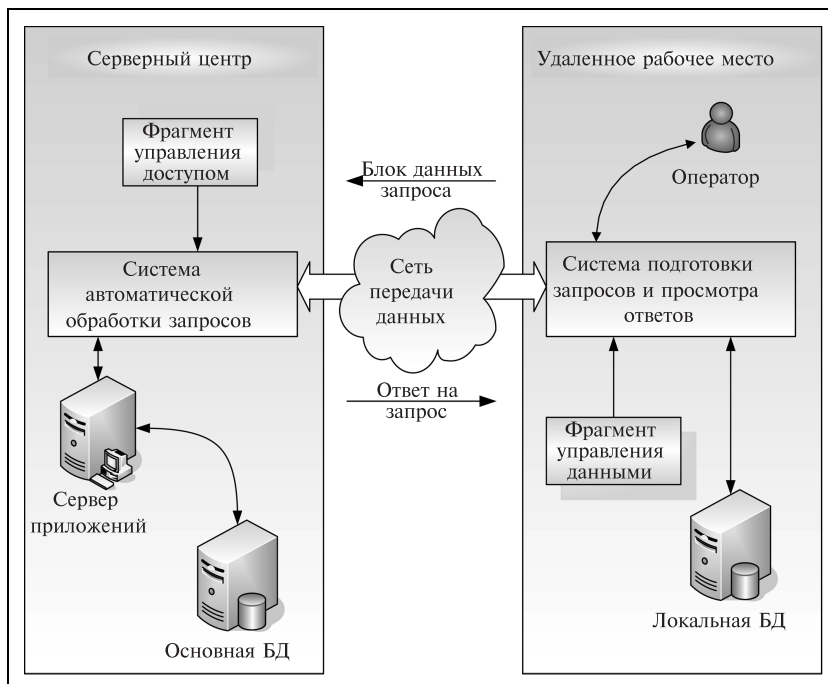 Серверный центр
Фрагмент
управления
доступом
Система
автоматической
обработки запросов
Сервер
приложений
Основная БД
Блок данных
запроса
Сеть
передачи
данных
Ответ на
запрос
Удаленное рабочее место
Оператор
Система подготовки
запросов и просмотра
ответов
Фрагмент
управления
данными
Локальная БД